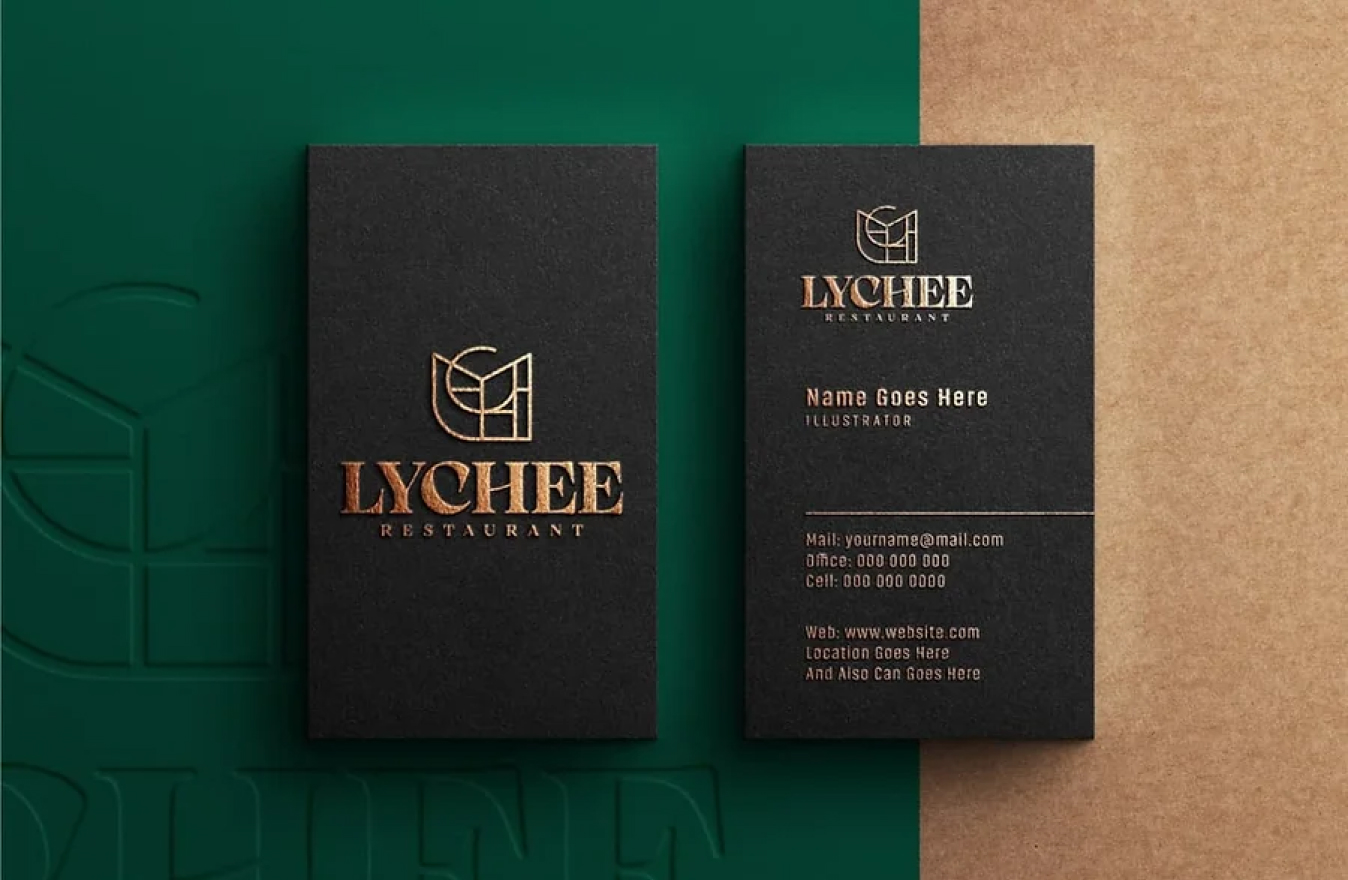 LYCHEE
RESTAURANT
LYCHEE
RESTAURANT
Name Goes Here
ILLUSTRATOR
Mail: yourname@mail.com
Office: 000 000 000
Cell: 000 000 0000
Web: www.website.com
Location Goes Here
And Also Can Goes Here
CHEE